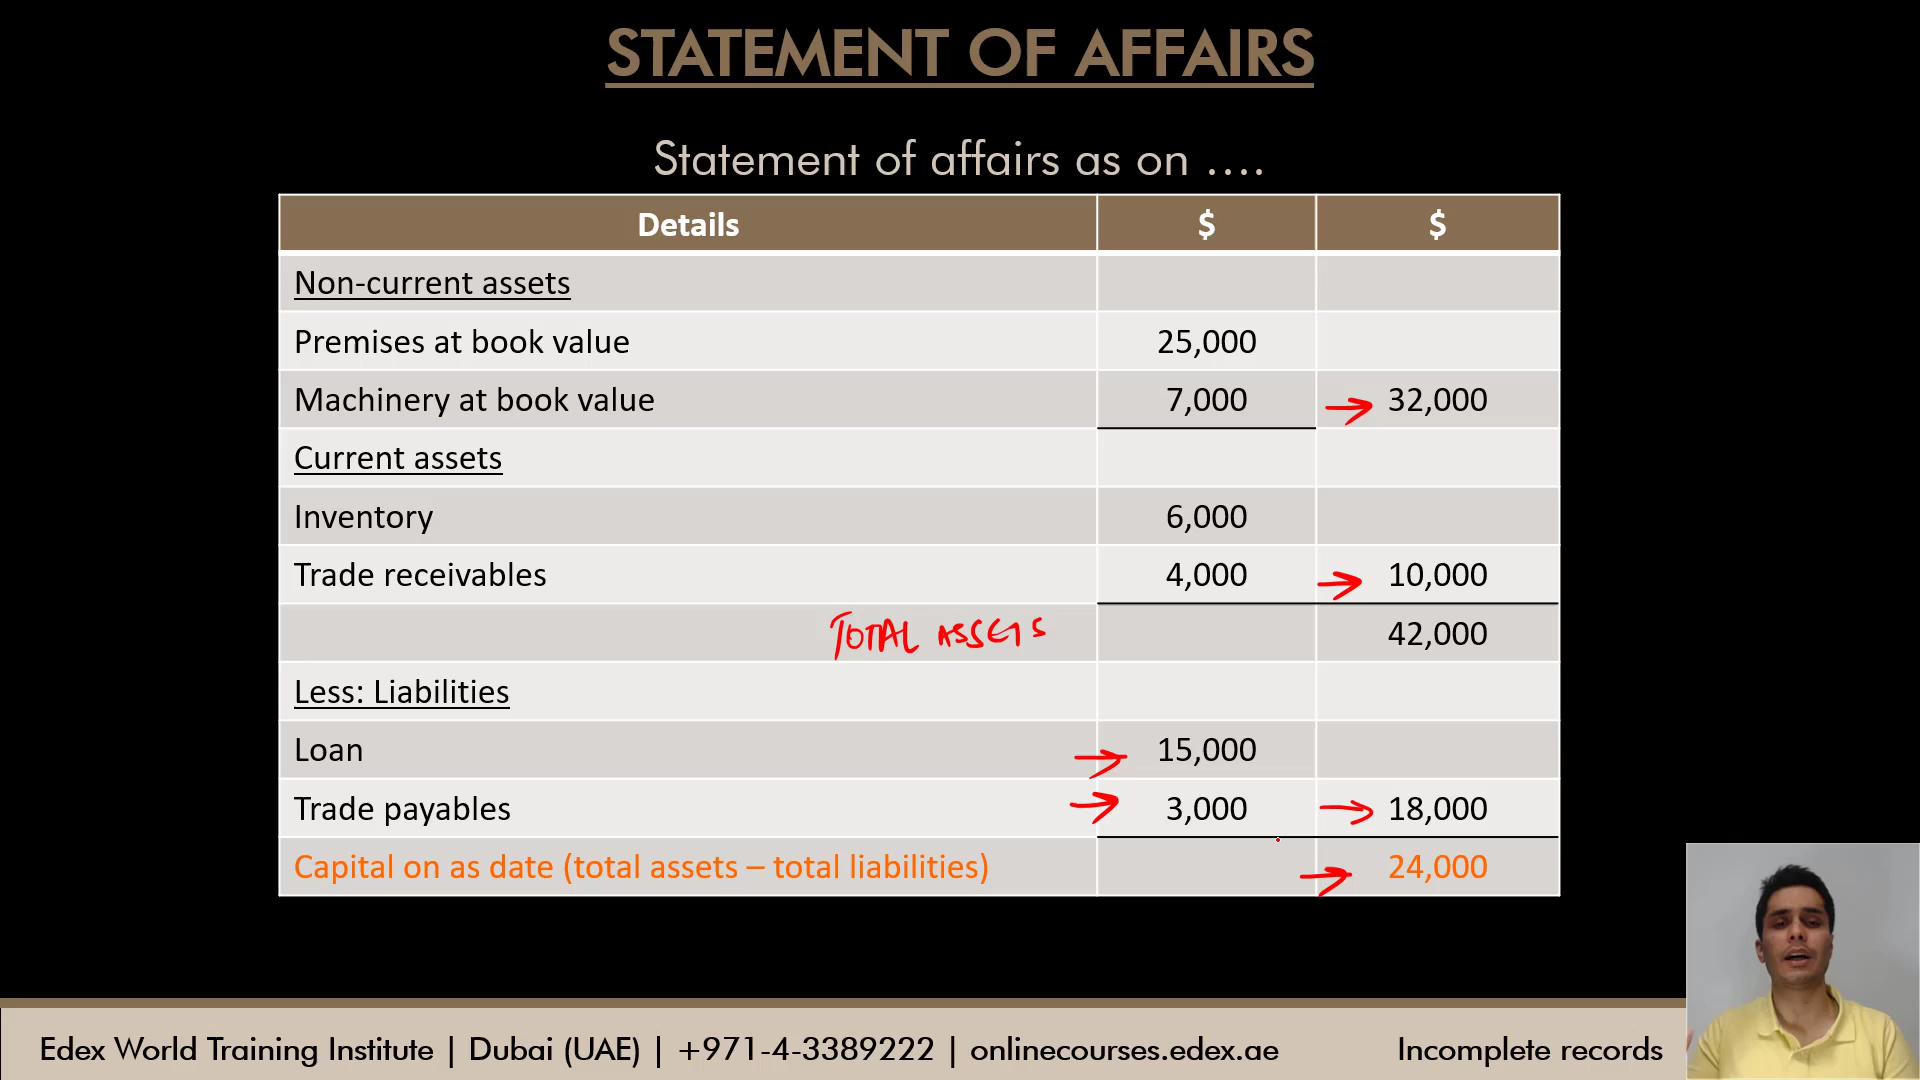 STATEMENT OF AFFAIRS
Statement of affairs as on ....
Details $ $
Non-current assets
Premises at book value 25,000
Machinery at book value 7,000 32,000
Current assets
Inventory 6,000
Trade receivables 4,000 10,000
TOTAL ASSETS 42,000
Less: Liabilities
Loan 15,000
Trade payables 3,000 18,000
Capital on as date (total assets – total liabilities) 24,000
Edex World Training Institute | Dubai (UAE) | +971-4-3389222 | onlinecourses.edex.ae Incomplete records